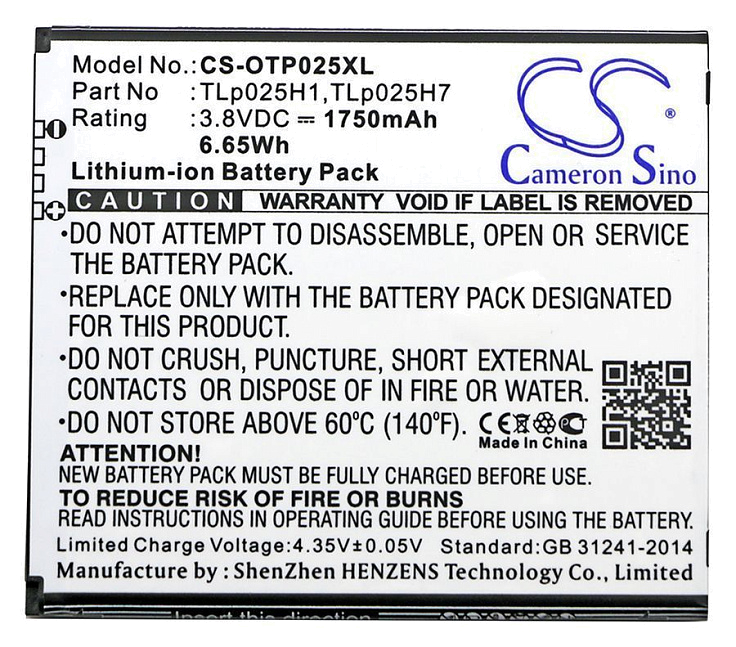 Model No.:CS-OTP025XL
Part No :TLp025H1,TLp025H7
Rating :3.8VDC ⎓ 1750mAh
6.65Wh
Lithium-ion Battery Pack
CS ®
Cameron Sino
CAUTION WARRANTY VOID IF LABEL IS REMOVED
•DO NOT ATTEMPT TO DISASSEMBLE, OPEN OR SERVICE
THE BATTERY PACK.
•REPLACE ONLY WITH THE BATTERY PACK DESIGNATED
FOR THIS PRODUCT.
•DO NOT CRUSH, PUNCTURE, SHORT EXTERNAL
CONTACTS OR DISPOSE OF IN FIRE OR WATER.
•DO NOT STORE ABOVE 60°C (140°F). CE
Made In China
ATTENTION!
NEW BATTERY PACK MUST BE FULLY CHARGED BEFORE USE.
TO REDUCE RISK OF FIRE OR BURNS
READ INSTRUCTIONS IN OPERATING GUIDE BEFORE USING THE BATTERY.
Limited Charge Voltage:4.35V±0.05V Standard:GB 31241-2014
Manufacture by : ShenZhen HENZENS Technology Co., Limited
Insert this side